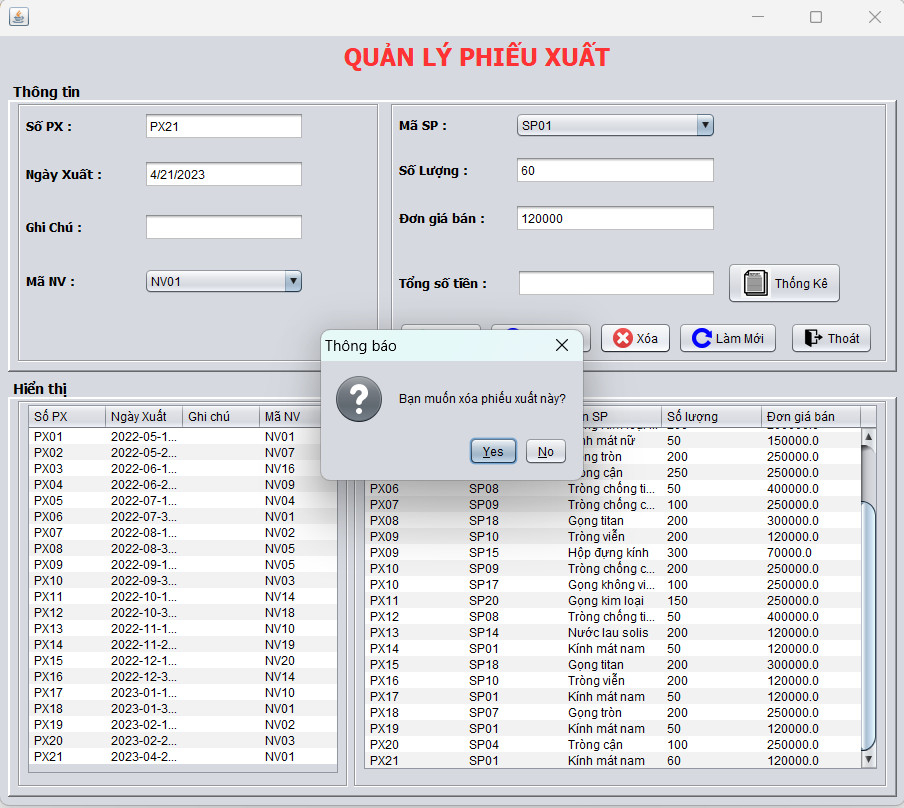 QUẢN LÝ PHIẾU XUẤT
Thông tin
Số PX :
PX21
Ngày Xuất :
4/21/2023
Ghi Chú :
Mã NV :
NV01
Mã SP :
SP01
Số Lượng :
60
Đơn giá bán :
120000
Tổng số tiền :
Thống Kê
Xóa
Làm Mới
Thoát
Thông báo
Bạn muốn xóa phiếu xuất này?
Yes
No
Hiển thị
Số PX Ngày Xuất Ghi chú Mã NV
PX01 2022-05-1... NV01
PX02 2022-05-2... NV07
PX03 2022-06-1... NV16
PX04 2022-06-2... NV09
PX05 2022-07-1... NV04
PX06 2022-07-3... NV01
PX07 2022-08-1... NV02
PX08 2022-08-3... NV05
PX09 2022-09-1... NV05
PX10 2022-09-3... NV03
PX11 2022-10-1... NV14
PX12 2022-10-3... NV18
PX13 2022-11-1... NV10
PX14 2022-11-2... NV19
PX15 2022-12-1... NV20
PX16 2022-12-3... NV14
PX17 2023-01-1... NV10
PX18 2023-01-3... NV01
PX19 2023-02-1... NV02
PX20 2023-02-2... NV03
PX21 2023-04-2... NV01
SP Số lượng Đơn giá bán
mát nữ 50 150000.0
tròn 200 250000.0
cận 250 250000.0
PX06 SP08 Tròng chống ti... 50 400000.0
PX07 SP09 Tròng chống c... 100 250000.0
PX08 SP18 Gọng titan 200 300000.0
PX09 SP10 Tròng viễn 200 120000.0
PX09 SP15 Hộp đựng kính 300 70000.0
PX10 SP09 Tròng chống c... 200 250000.0
PX10 SP17 Gọng không vi... 100 250000.0
PX11 SP20 Gọng kim loại 150 250000.0
PX12 SP08 Tròng chống ti... 50 400000.0
PX13 SP14 Nước lau solis 200 120000.0
PX14 SP01 Kính mát nam 50 120000.0
PX15 SP18 Gọng titan 200 300000.0
PX16 SP10 Tròng viễn 200 120000.0
PX17 SP01 Kính mát nam 50 120000.0
PX18 SP07 Gọng tròn 200 250000.0
PX19 SP01 Kính mát nam 50 120000.0
PX20 SP04 Tròng cận 100 250000.0
PX21 SP01 Kính mát nam 60 120000.0